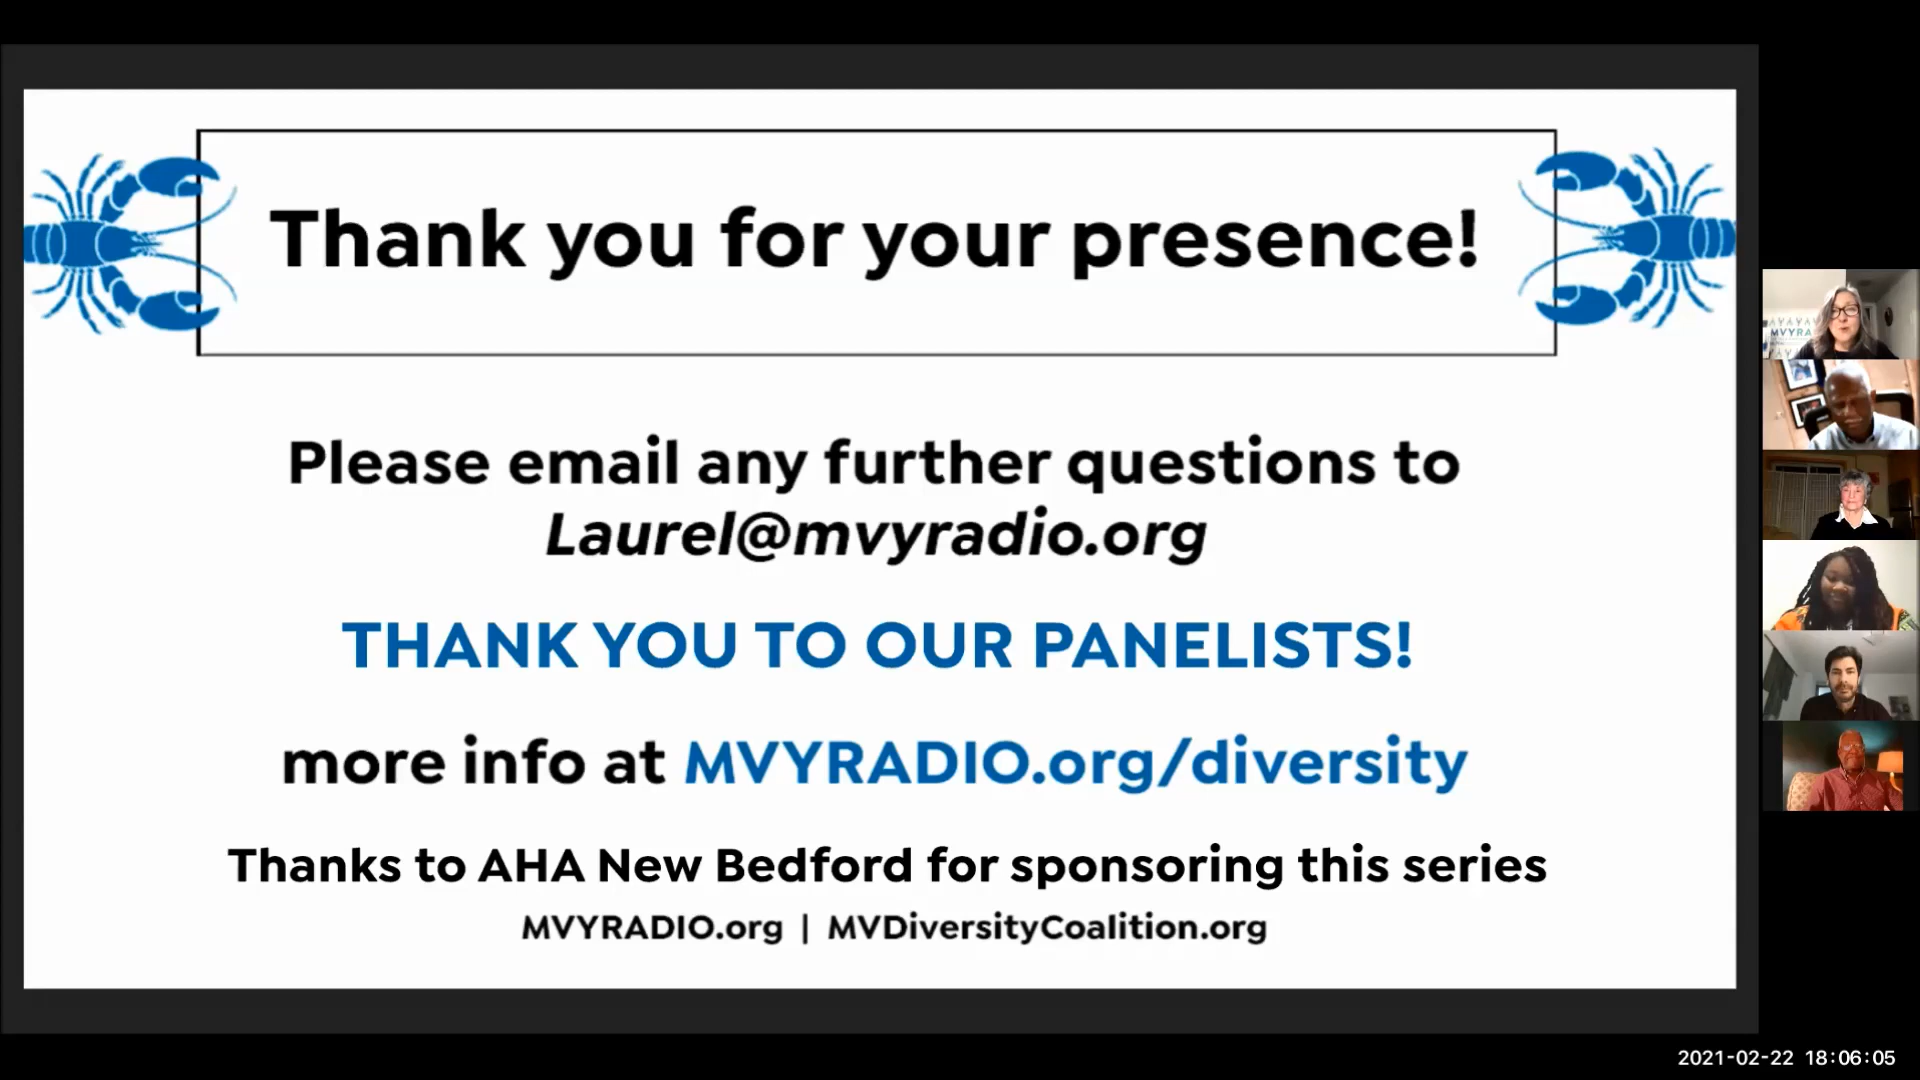 Thank you for your presence!
Please email any further questions to
Laurel@mvyradio.org
THANK YOU TO OUR PANELISTS!
more info at MVYRADIO.org/diversity
Thanks to AHA New Bedford for sponsoring this series
MVYRADIO.org | MVDiversityCoalition.org
MVYRA
2021-02-22 18:06:05